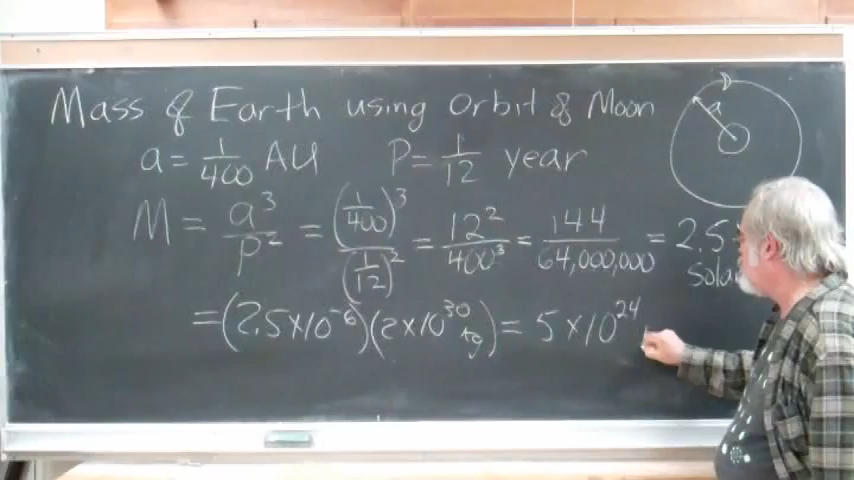 Mass of Earth using Orbit of Moon
a
a = 1/400 AU P = 1/12 year
M = a³/P² = (1/400)³/(1/12)² = 12²/400³ = 144/64,000,000 = 2.5
= (2.5×10⁻⁶)(2×10³⁰ kg) = 5×10²⁴